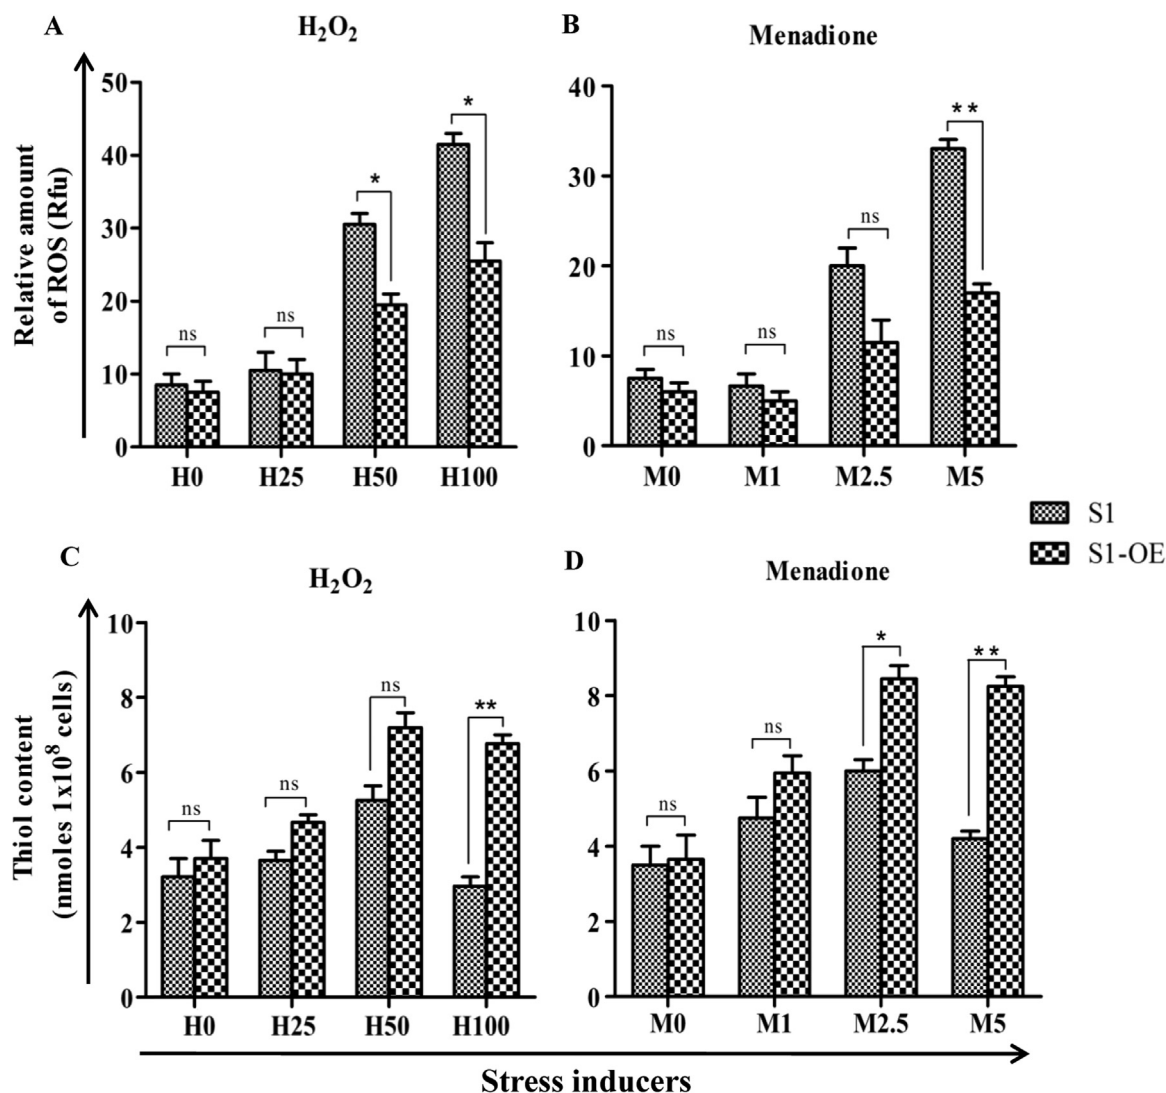 A
H₂O₂
Relative amount
of ROS (Rfu)
50
40
30
20
10
0
ns
ns
*
*
H0 H25 H50 H100
B
Menadione
40
30
20
10
0
ns
ns
ns
**
M0 M1 M2.5 M5
S1
S1-OE
C
H₂O₂
Thiol content
(nmoles 1x10⁸ cells)
10
8
6
4
2
0
ns
ns
ns
**
H0 H25 H50 H100
D
Menadione
10
8
6
4
2
0
ns
ns
*
**
M0 M1 M2.5 M5
Stress inducers